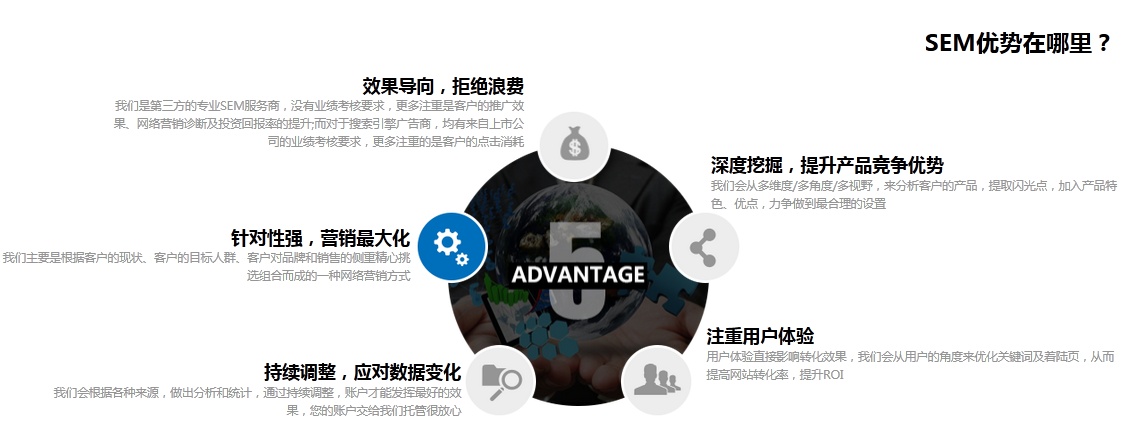 SEM优势在哪里？
效果导向，拒绝浪费
我们是第三方的专业SEM服务商，没有业绩考核要求，更多注重是客户的推广效
果、网络营销诊断及投资回报率的提升;而对于搜索引擎广告商，均有来自上市公
司的业绩考核要求，更多注重的是客户的点击消耗
深度挖掘，提升产品竞争优势
我们会从多维度/多角度/多视野，来分析客户的产品，提取闪光点，加入产品特
色、优点，力争做到最合理的设置
针对性强，营销最大化
我们主要是根据客户的现状、客户的目标人群、客户对品牌和销售的侧重精心挑
选组合而成的一种网络营销方式
5
ADVANTAGE
注重用户体验
用户体验直接影响转化效果，我们会从用户的角度来优化关键词及着陆页，从而
提高网站转化率，提升ROI
持续调整，应对数据变化
我们会根据各种来源，做出分析和统计，通过持续调整，账户才能发挥最好的效
果，您的账户交给我们托管很放心
$